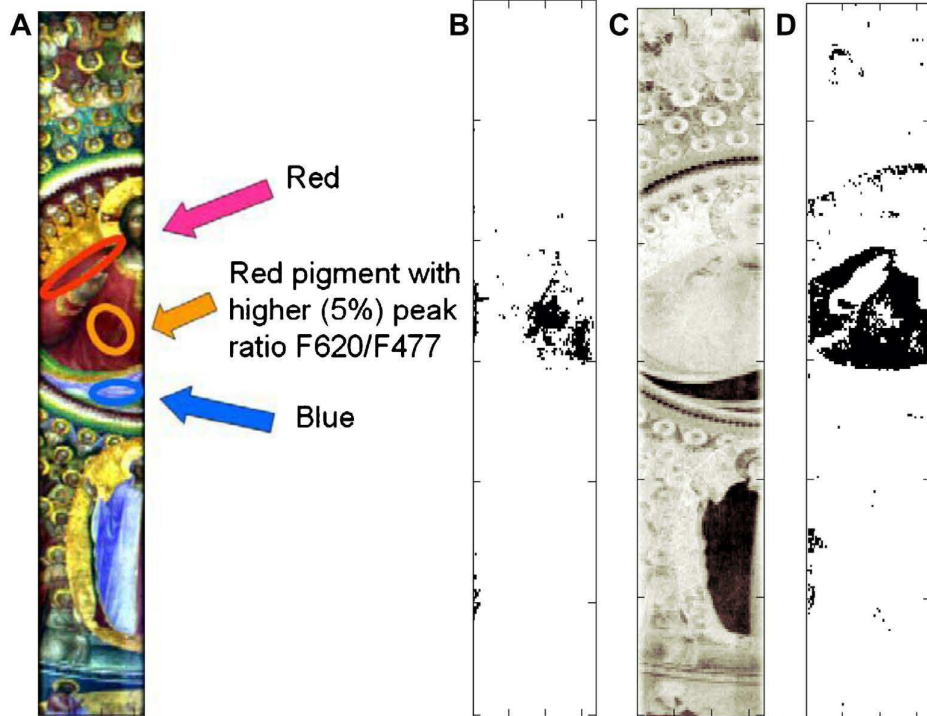 A
B
C
D
Red
Red pigment with
higher (5%) peak
ratio F620/F477
Blue